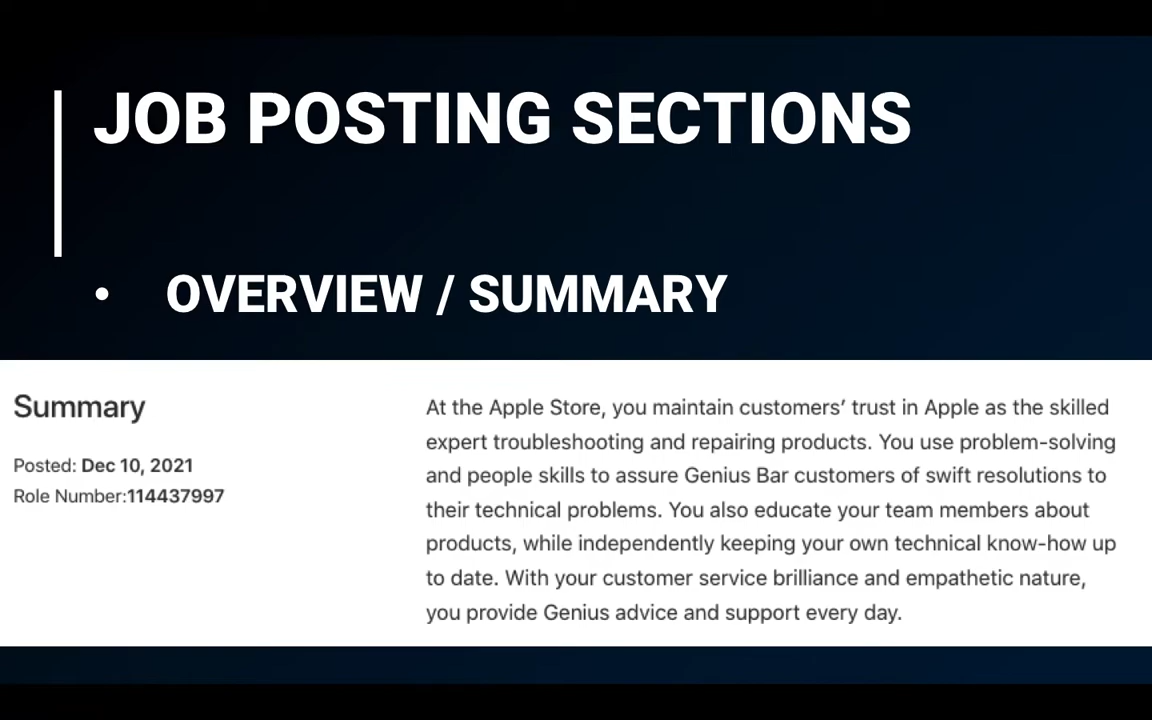 JOB POSTING SECTIONS
• OVERVIEW / SUMMARY
Summary
Posted: Dec 10, 2021
Role Number:114437997
At the Apple Store, you maintain customers’ trust in Apple as the skilled
expert troubleshooting and repairing products. You use problem-solving
and people skills to assure Genius Bar customers of swift resolutions to
their technical problems. You also educate your team members about
products, while independently keeping your own technical know-how up
to date. With your customer service brilliance and empathetic nature,
you provide Genius advice and support every day.